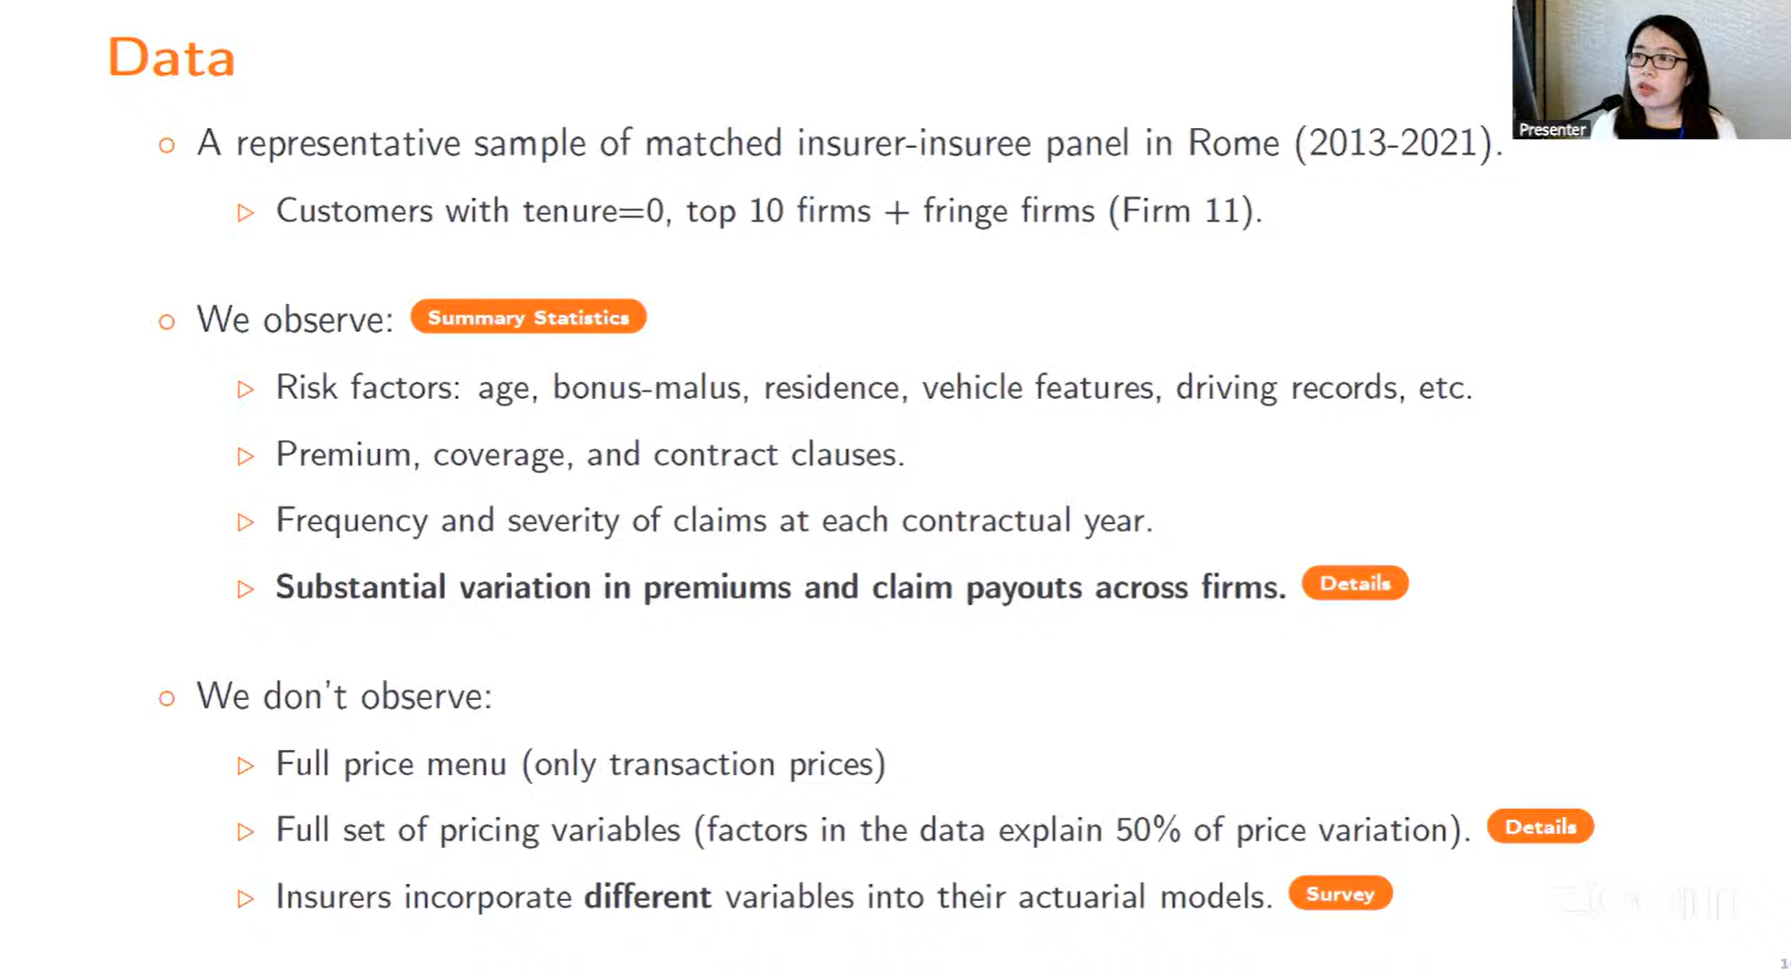 Data
Presenter
A representative sample of matched insurer-insuree panel in Rome (2013-2021).
Customers with tenure=0, top 10 firms + fringe firms (Firm 11).
We observe: Summary Statistics
Risk factors: age, bonus-malus, residence, vehicle features, driving records, etc.
Premium, coverage, and contract clauses.
Frequency and severity of claims at each contractual year.
Substantial variation in premiums and claim payouts across firms. Details
We don't observe:
Full price menu (only transaction prices)
Full set of pricing variables (factors in the data explain 50% of price variation). Details
Insurers incorporate different variables into their actuarial models. Survey